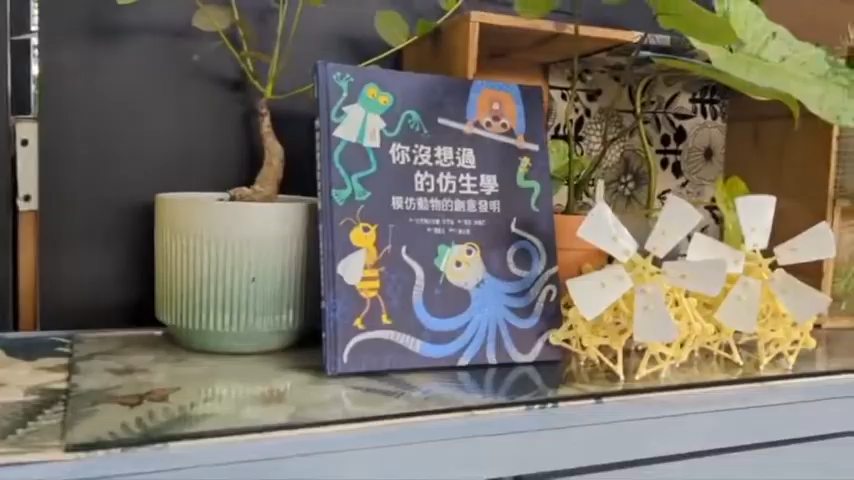 你沒想過
的仿生學
模仿動物的創意發明